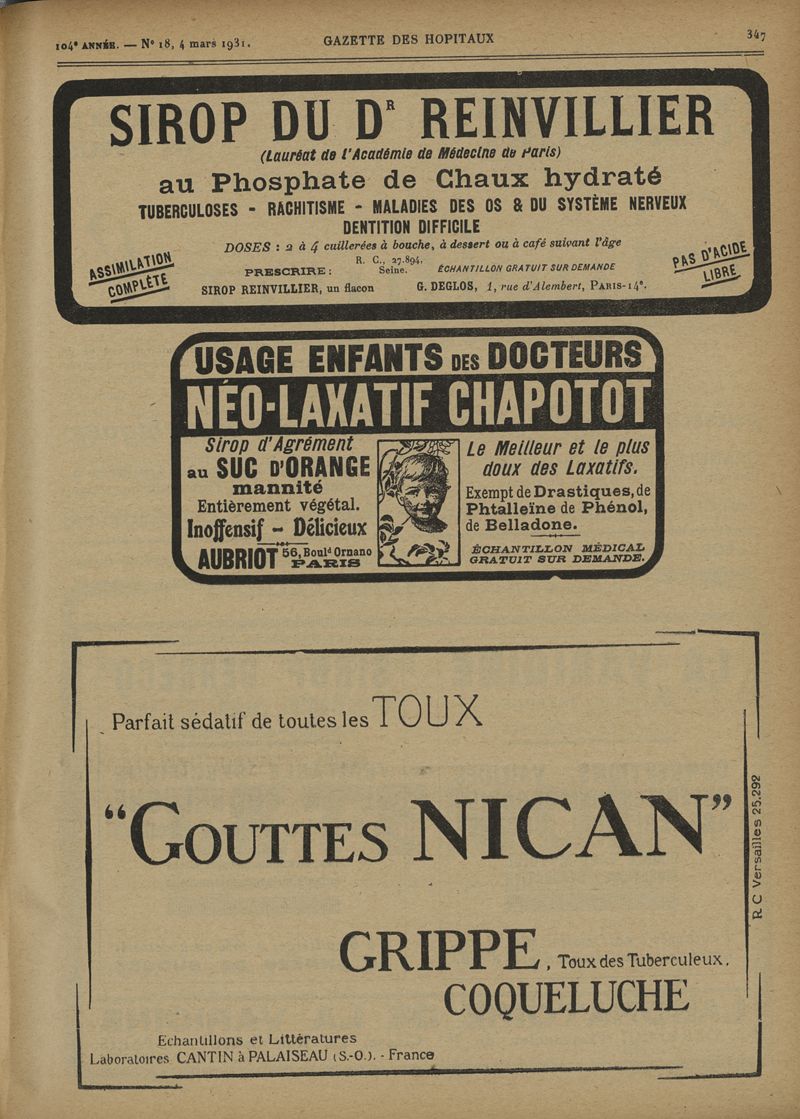 104e ANNÉE. — No 18, 4 mars 1931.
GAZETTE DES HOPITAUX
347
SIROP DU DR REINVILLIER
(Lauréat de l'Académie de Médecine de Paris)
au Phosphate de Chaux hydraté
TUBERCULOSES - RACHITISME - MALADIES DES OS & DU SYSTÈME NERVEUX
DENTITION DIFFICILE
DOSES : 2 à 4 cuillerées à bouche, à dessert ou à café suivant l'âge
ASSIMILATION
COMPLÈTE
PRESCRIRE :
R. C., 27.894.
Seine.
ÉCHANTILLON GRATUIT SUR DEMANDE
PAS D'ACIDE
LIBRE
SIROP REINVILLIER, un flacon
G. DEGLOS, 1, rue d'Alembert, PARIS-14e.
USAGE ENFANTS DES DOCTEURS
NÉO-LAXATIF CHAPOTOT
Sirop d'Agrément
au SUC D'ORANGE
mannité
Entièrement végétal.
Inoffensif - Délicieux
AUBRIOT 56, Bould Ornano
PARIS
Le Meilleur et le plus
doux des Laxatifs.
Exempt de Drastiques, de
Phtalleïne de Phénol,
de Belladone.
ÉCHANTILLON MÉDICAL
GRATUIT SUR DEMANDE.
Parfait sédatif de toutes les TOUX
"GOUTTES NICAN"
GRIPPE, Toux des Tuberculeux.
COQUELUCHE
Echantillons et Littératures
Laboratoires CANTIN à PALAISEAU (S.-O.). - France
R C Versailles 25.292